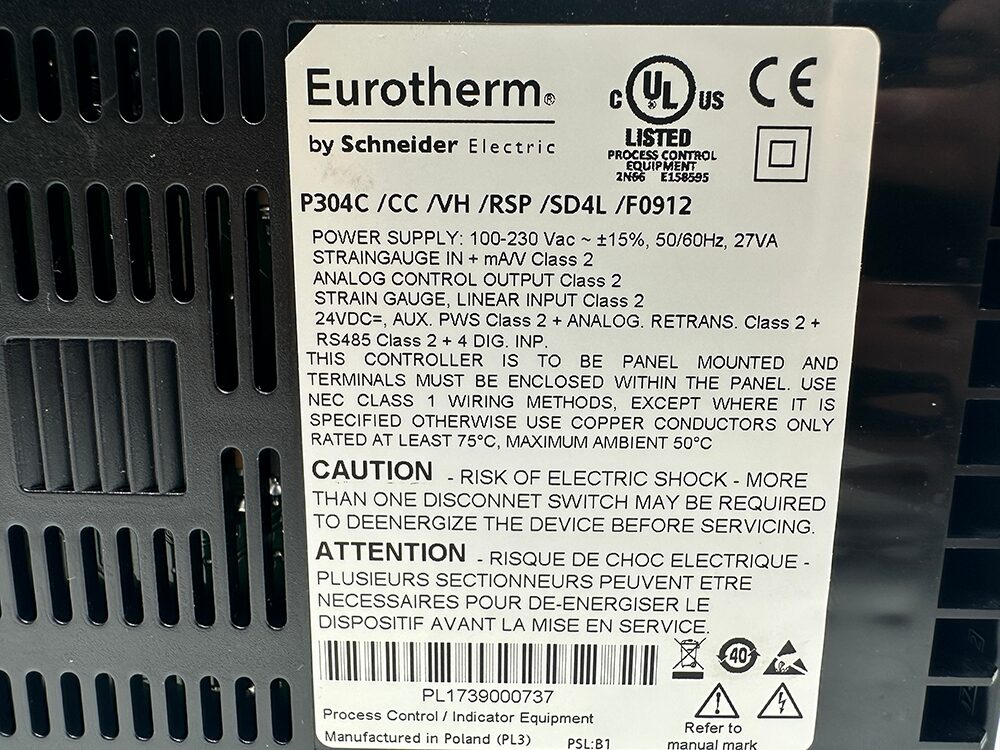 Eurotherm®
by Schneider Electric
C UL US
LISTED
PROCESS CONTROL
EQUIPMENT
2N66 E158595
CE
P304C /CC /VH /RSP /SD4L /F0912
POWER SUPPLY: 100-230 Vac ~ ±15%, 50/60Hz, 27VA
STRAINGAUGE IN + mA/V Class 2
ANALOG CONTROL OUTPUT Class 2
STRAIN GAUGE, LINEAR INPUT Class 2
24VDC=, AUX. PWS Class 2 + ANALOG. RETRANS. Class 2 +
RS485 Class 2 + 4 DIG. INP.
THIS CONTROLLER IS TO BE PANEL MOUNTED AND
TERMINALS MUST BE ENCLOSED WITHIN THE PANEL. USE
NEC CLASS 1 WIRING METHODS, EXCEPT WHERE IT IS
SPECIFIED OTHERWISE USE COPPER CONDUCTORS ONLY
RATED AT LEAST 75°C, MAXIMUM AMBIENT 50°C
CAUTION - RISK OF ELECTRIC SHOCK - MORE
THAN ONE DISCONNET SWITCH MAY BE REQUIRED
TO DEENERGIZE THE DEVICE BEFORE SERVICING.
ATTENTION - RISQUE DE CHOC ELECTRIQUE -
PLUSIEURS SECTIONNEURS PEUVENT ETRE
NECESSAIRES POUR DE-ENERGISER LE
DISPOSITIF AVANT LA MISE EN SERVICE.
40
PL1739000737
Process Control / Indicator Equipment
Manufactured in Poland (PL3) PSL:B1
Refer to
manual mark